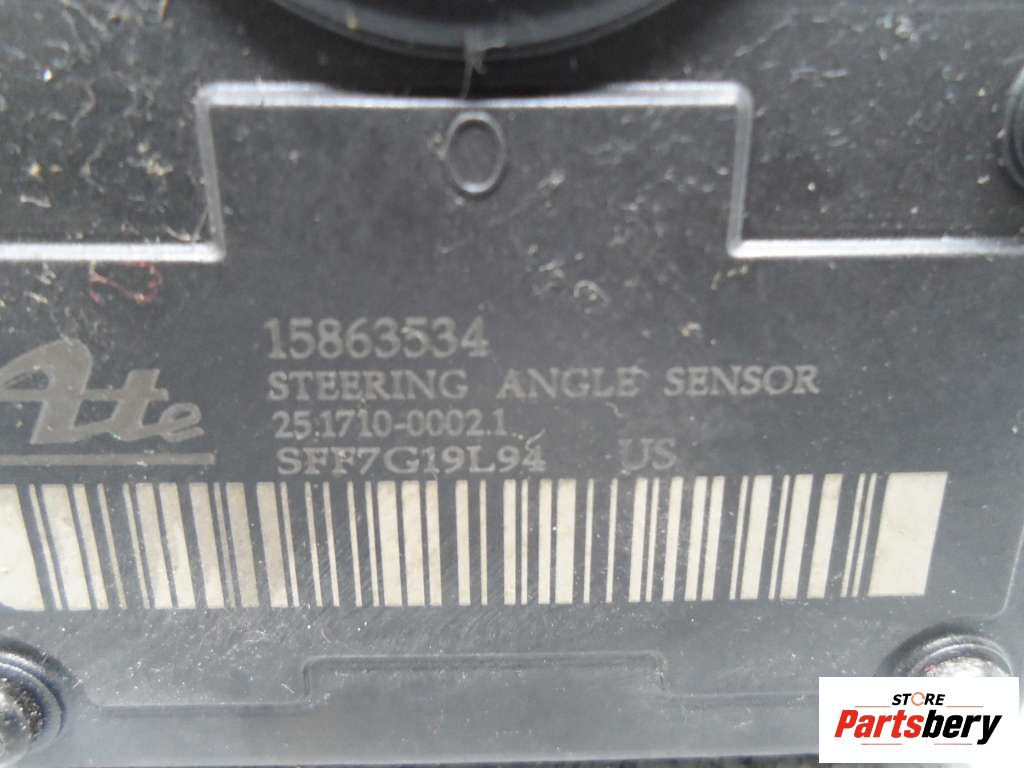 O
15863534
Ate
STEERING ANGLE SENSOR
25.1710-0002.1
SFF7G19L94 US
STORE
Partsbery